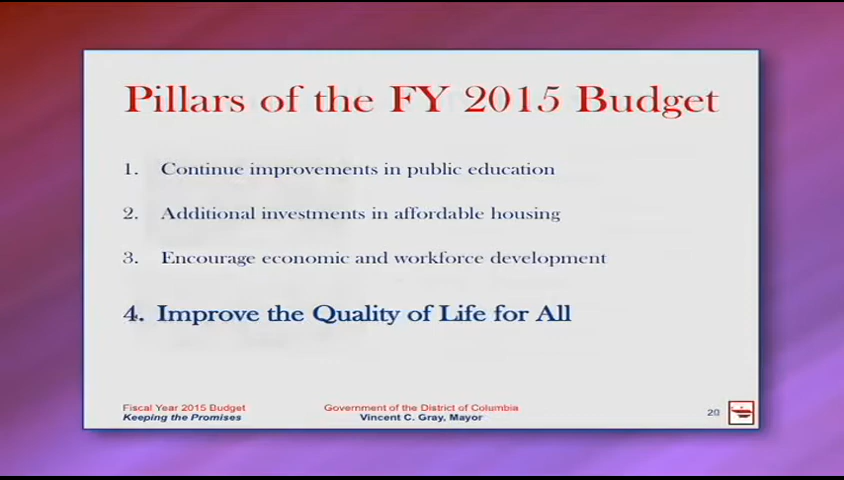 Pillars of the FY 2015 Budget
1. Continue improvements in public education
2. Additional investments in affordable housing
3. Encourage economic and workforce development
4. Improve the Quality of Life for All
Fiscal Year 2015 Budget
Keeping the Promises
Government of the District of Columbia
Vincent C. Gray, Mayor
20